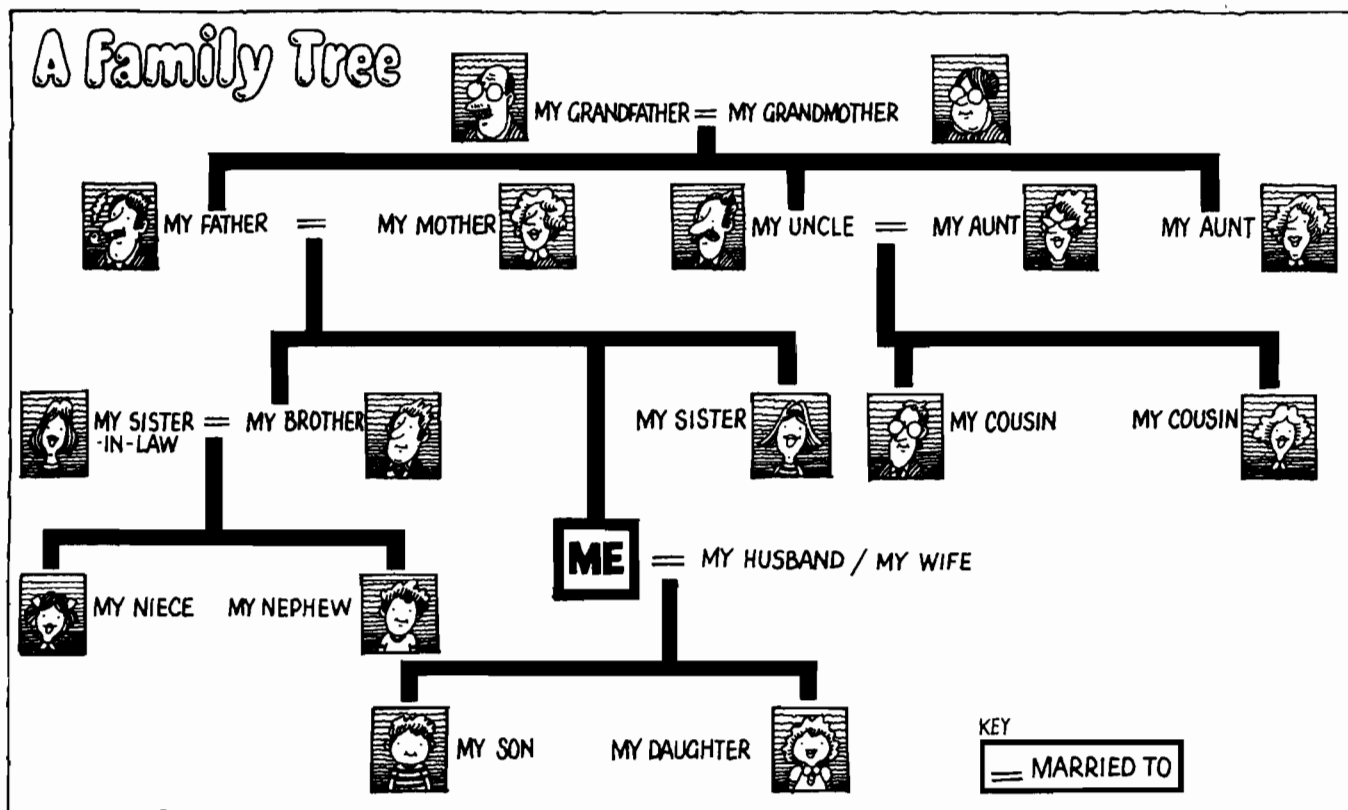 A Family Tree
MY GRANDFATHER = MY GRANDMOTHER
MY FATHER = MY MOTHER MY UNCLE = MY AUNT MY AUNT
MY SISTER
-IN-LAW = MY BROTHER MY SISTER MY COUSIN MY COUSIN
ME = MY HUSBAND / MY WIFE
MY NIECE MY NEPHEW
MY SON MY DAUGHTER
KEY
= MARRIED TO